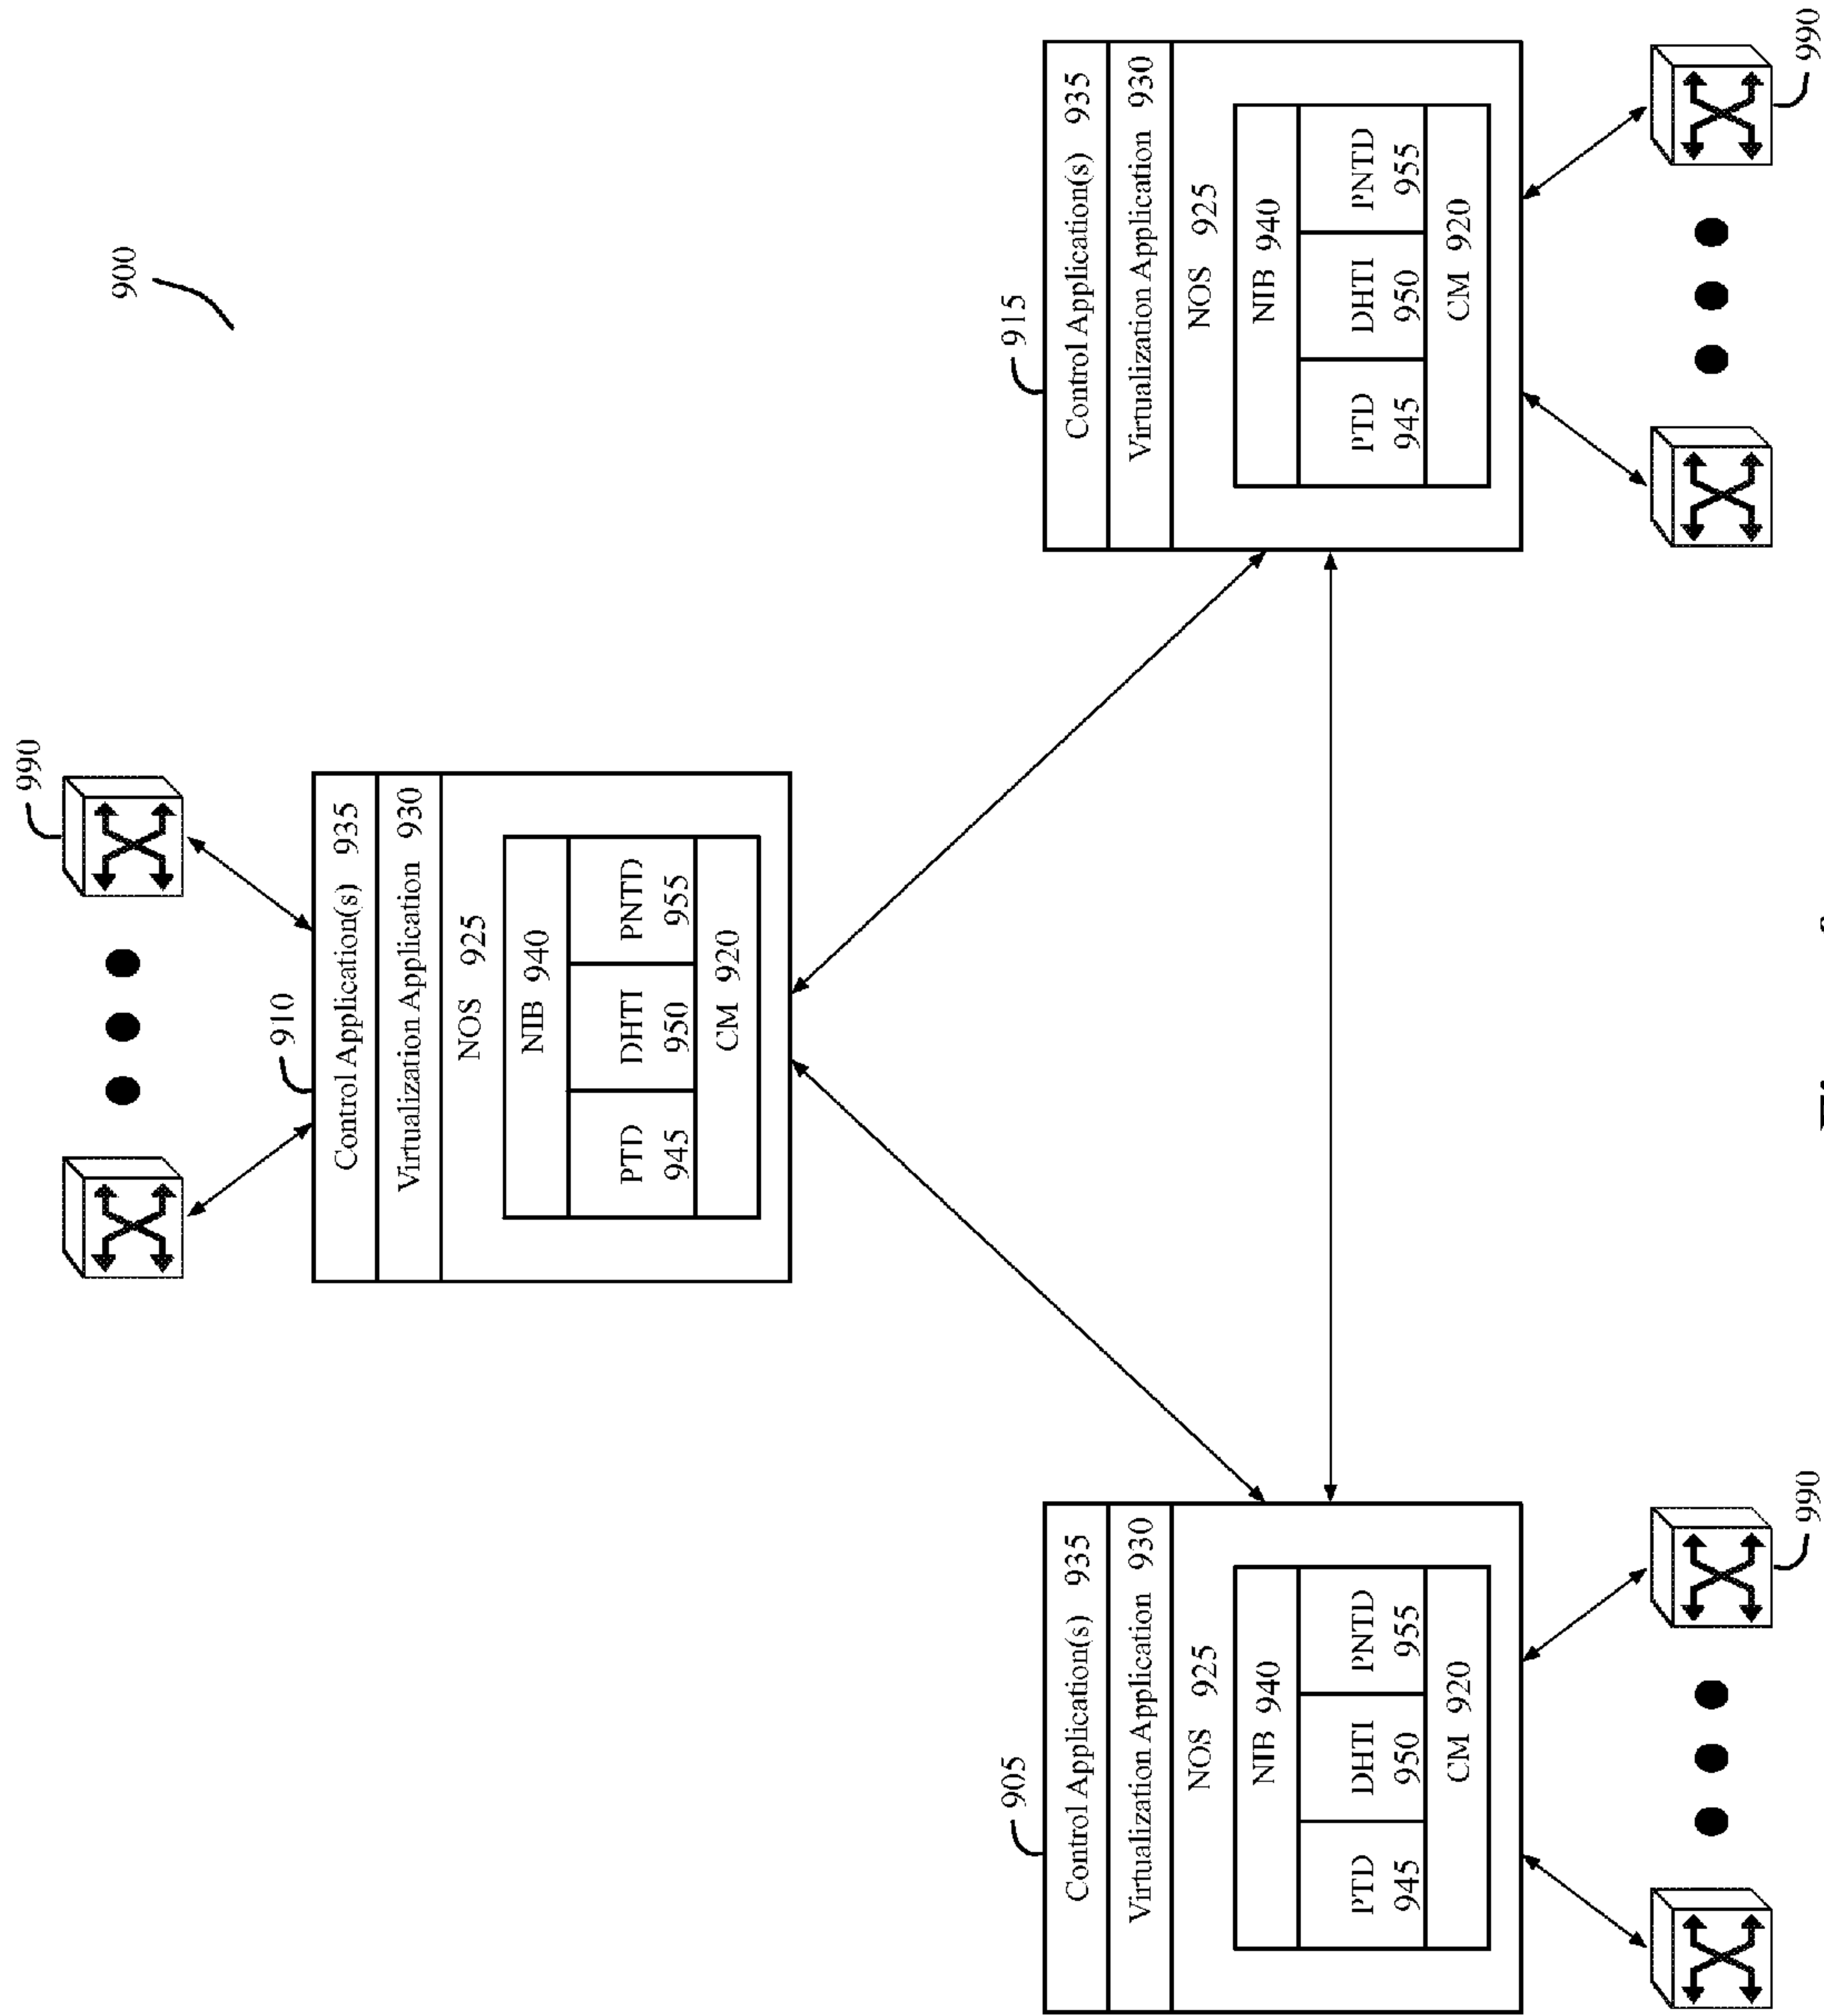 990
900
910
Control Application(s) 935
Virtualization Application 930
NOS 925
NIB 940
PTD 945
DHTI 950
PNTD 955
CM 920
905
Control Application(s) 935
Virtualization Application 930
NOS 925
NIB 940
PTD 945
DHTI 950
PNTD 955
CM 920
990
915
Control Application(s) 935
Virtualization Application 930
NOS 925
NIB 940
PTD 945
DHTI 950
PNTD 955
CM 920
990